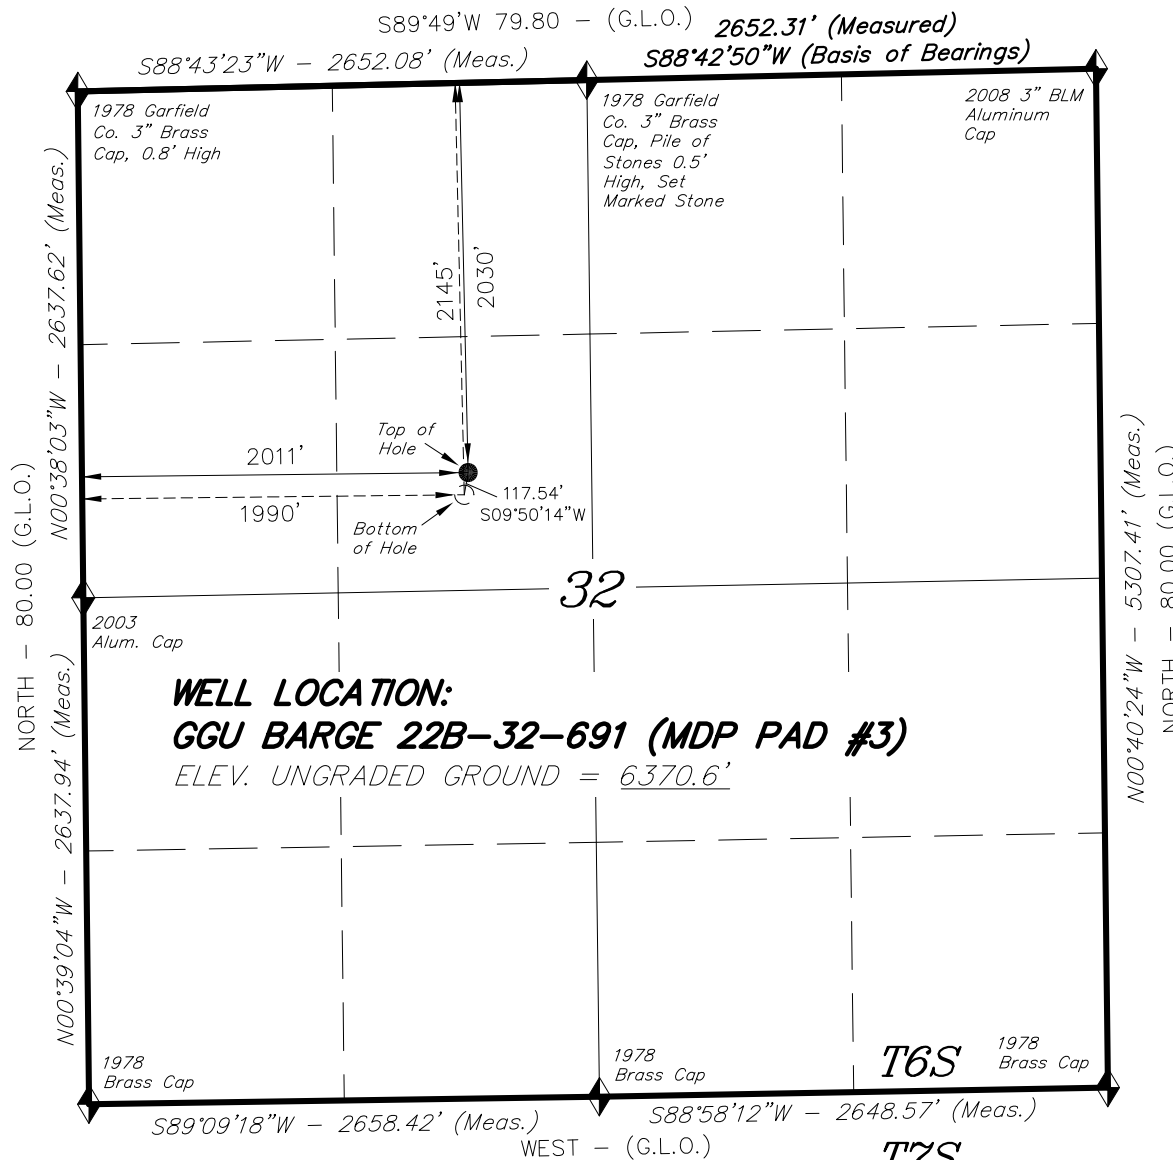 S89°49'W 79.80 - (G.L.O.)
2652.31' (Measured)
S88°43'23"W - 2652.08' (Meas.)
S88°42'50"W (Basis of Bearings)
1978 Garfield
Co. 3" Brass
Cap, 0.8' High
1978 Garfield
Co. 3" Brass
Cap, Pile of
Stones 0.5'
High, Set
Marked Stone
2008 3" BLM
Aluminum
Cap
N00°38'03"W - 2637.62' (Meas.)
2145'
2030'
Top of
Hole
2011'
1990'
117.54'
S09°50'14"W
Bottom
of Hole
NORTH - 80.00 (G.L.O.)
N00°40'24"W - 5307.41' (Meas.)
NORTH - 80.00 (G.L.O.)
32
2003
Alum. Cap
N00°39'04"W - 2637.94' (Meas.)
WELL LOCATION:
GGU BARGE 22B-32-691 (MDP PAD #3)
ELEV. UNGRADED GROUND = 6370.6'
1978
Brass Cap
1978
Brass Cap
T6S
1978
Brass Cap
S89°09'18"W - 2658.42' (Meas.)
S88°58'12"W - 2648.57' (Meas.)
WEST - (G.L.O.)
T7S